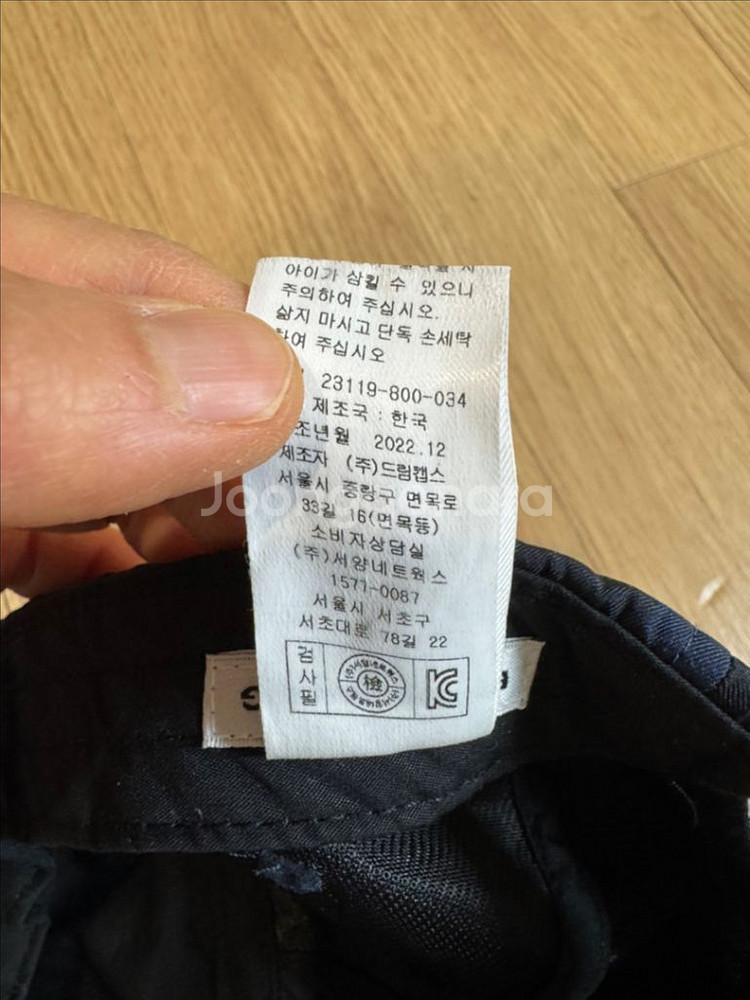 아이가 삼킬 수 있으니
주의하여 주십시오.
삶지 마시고 단독 손세탁
하여 주십시오
23119-800-034
제조국 : 한국
조년월 2022.12
제조자 (주)드림캡스
서울시 중랑구 면목로
33길 16(면목동)
소비자상담실
(주)서양네트웍스
1577-0087
서울시 서초구
서초대로 78길 22
검사필
檢
KC
G